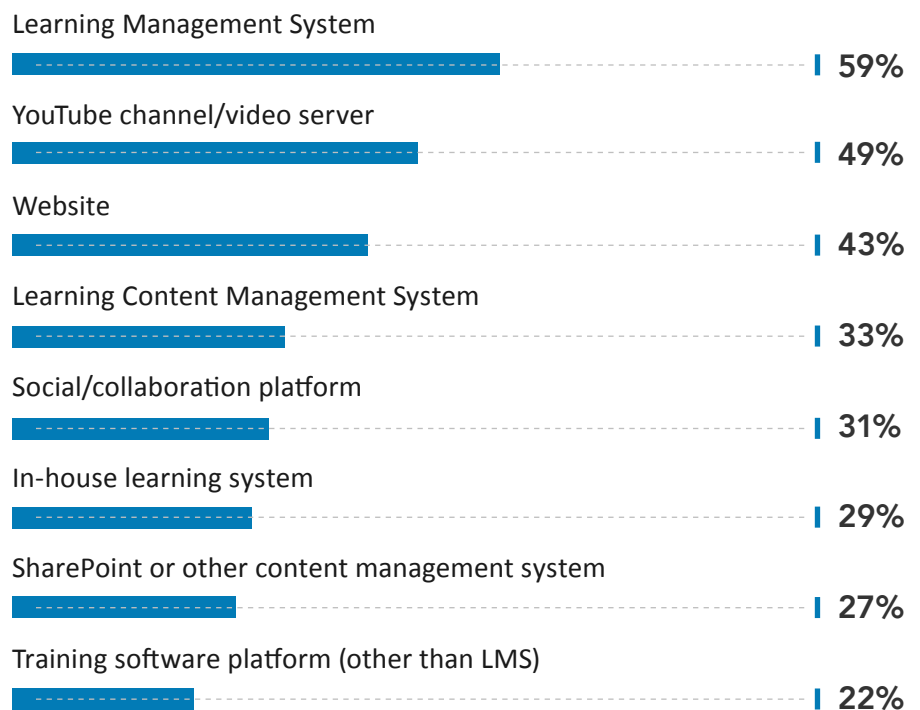 Learning Management System
59%
YouTube channel/video server
49%
Website
43%
Learning Content Management System
33%
Social/collaboration platform
31%
In-house learning system
29%
SharePoint or other content management system
27%
Training software platform (other than LMS)
22%